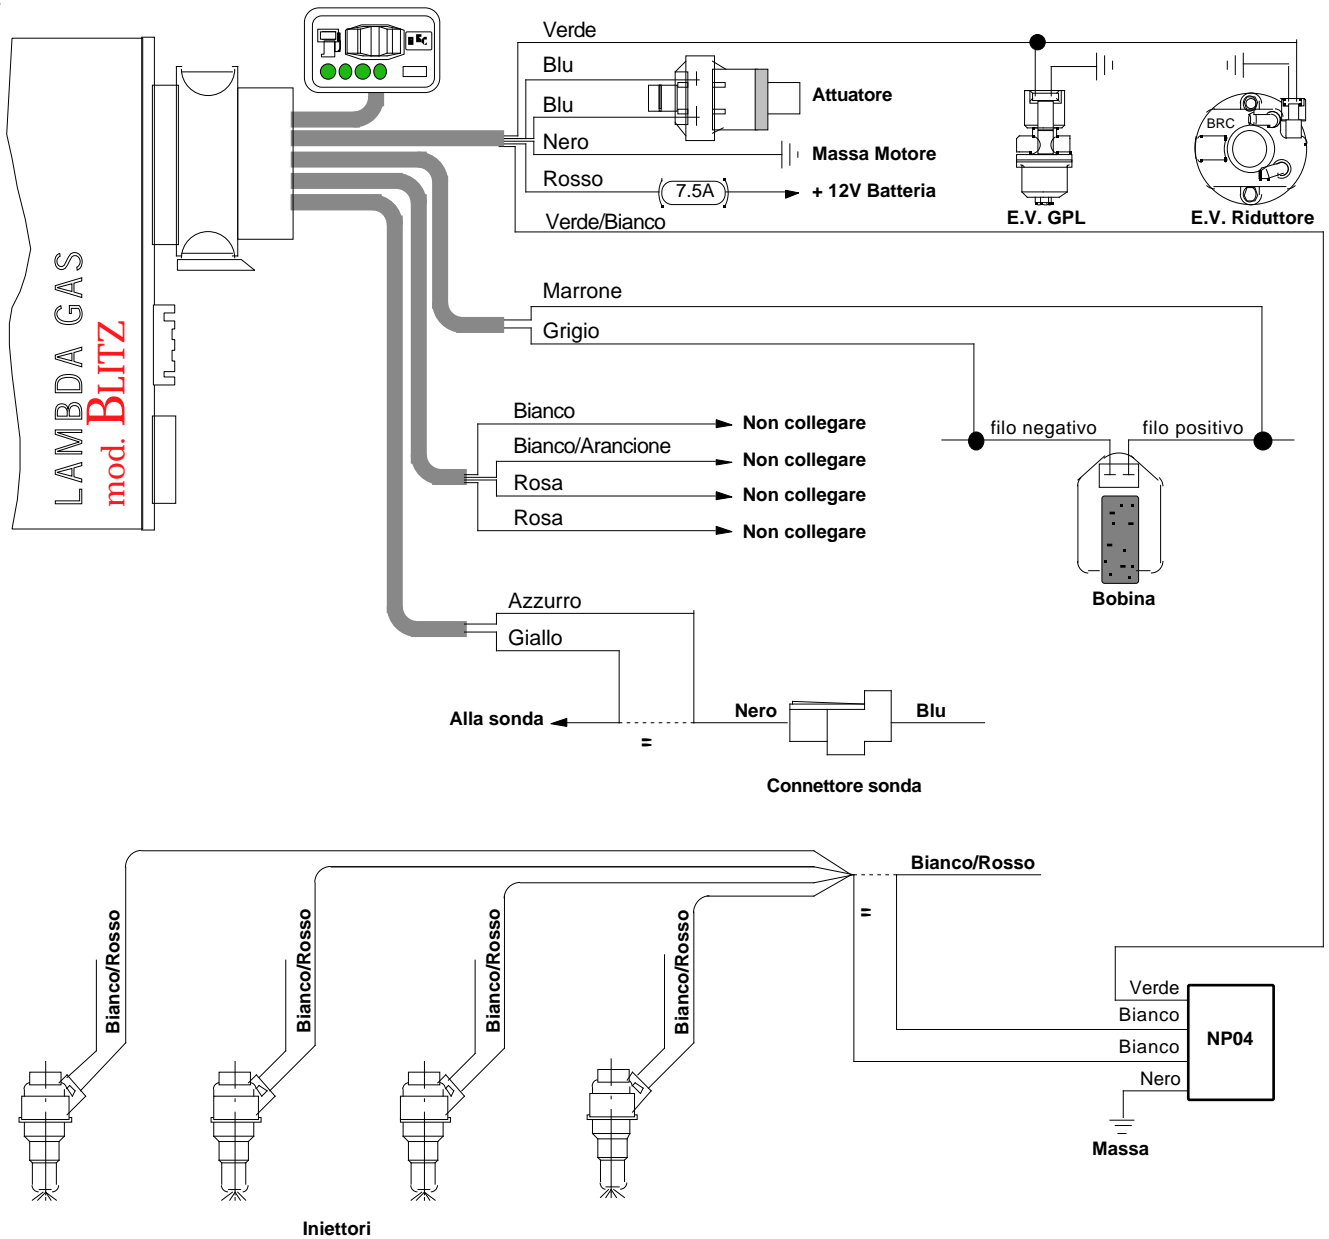 Verde
Blu
Attuatore
Blu
Nero
Massa Motore
Rosso
7.5A
+ 12V Batteria
Verde/Bianco
E.V. GPL
BRC
E.V. Riduttore
LAMBDA GAS
mod. BLITZ
Marrone
Grigio
filo negativo
filo positivo
Bobina
Bianco
Non collegare
Bianco/Arancione
Non collegare
Rosa
Non collegare
Rosa
Non collegare
Azzurro
Giallo
Alla sonda
Nero
Blu
Connettore sonda
Bianco/Rosso
Bianco/Rosso
Bianco/Rosso
Bianco/Rosso
Bianco/Rosso
Verde
Bianco
Bianco
Nero
NP04
Massa
Iniettori